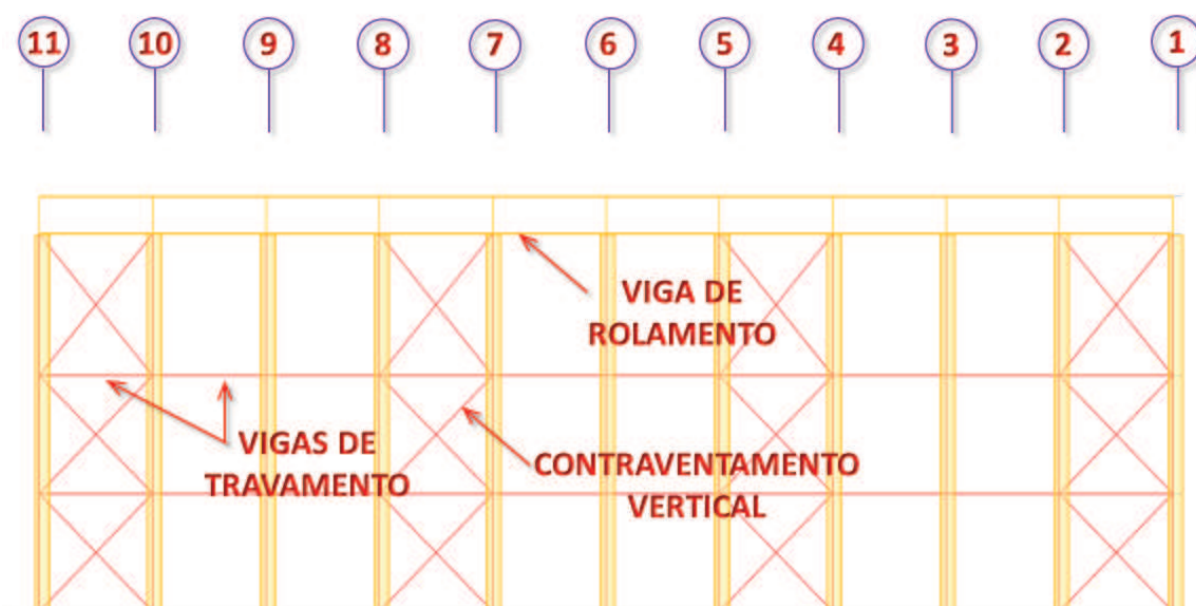 11 10 9 8 7 6 5 4 3 2 1
VIGA DE
ROLAMENTO
VIGAS DE
TRAVAMENTO
CONTRAVENTAMENTO
VERTICAL